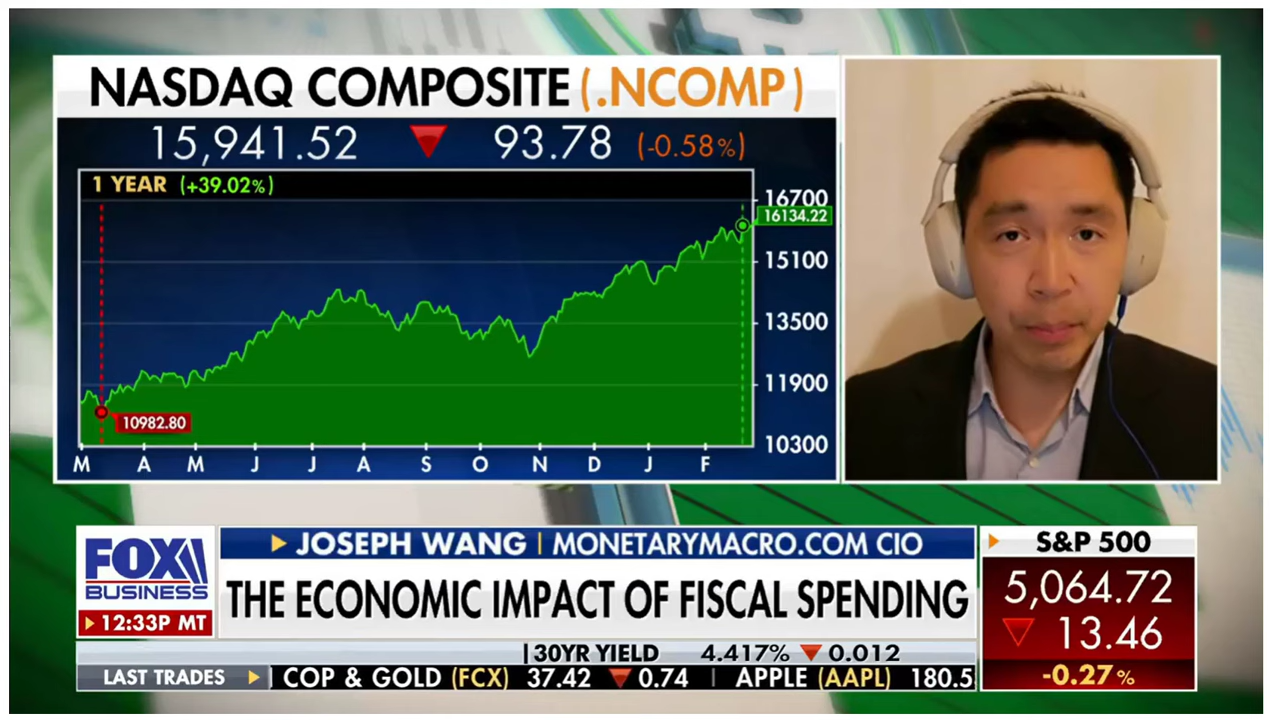 NASDAQ COMPOSITE (.NCOMP)
15,941.52 93.78 (-0.58%)
1 YEAR (+39.02%)
16700
16134.22
15100
13500
11900
10300
10982.80
M A M J J A S O N D J F
JOSEPH WANG | MONETARYMACRO.COM CIO
THE ECONOMIC IMPACT OF FISCAL SPENDING
FOX
BUSINESS
12:33P MT
S&P 500
5,064.72
13.46
-0.27%
30YR YIELD 4.417% 0.012
LAST TRADES COP & GOLD (FCX) 37.42 0.74 APPLE (AAPL) 180.5